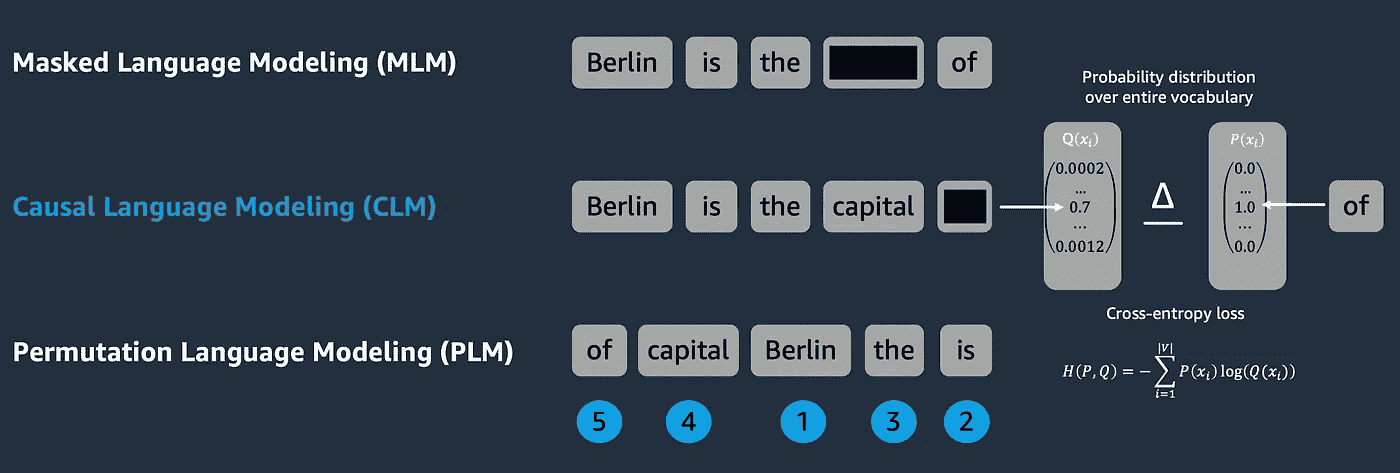 Masked Language Modeling (MLM)
Berlin is the of
Probability distribution
over entire vocabulary
Causal Language Modeling (CLM)
Berlin is the capital
Q(xᵢ)
0.0002
...
0.7
...
0.0012
Δ
P(xᵢ)
0.0
...
1.0
...
0.0
of
Permutation Language Modeling (PLM)
of capital Berlin the is
5 4 1 3 2
Cross-entropy loss
H(P, Q) = − ∑_{i=1}^{|V|} P(xᵢ) log(Q(xᵢ))